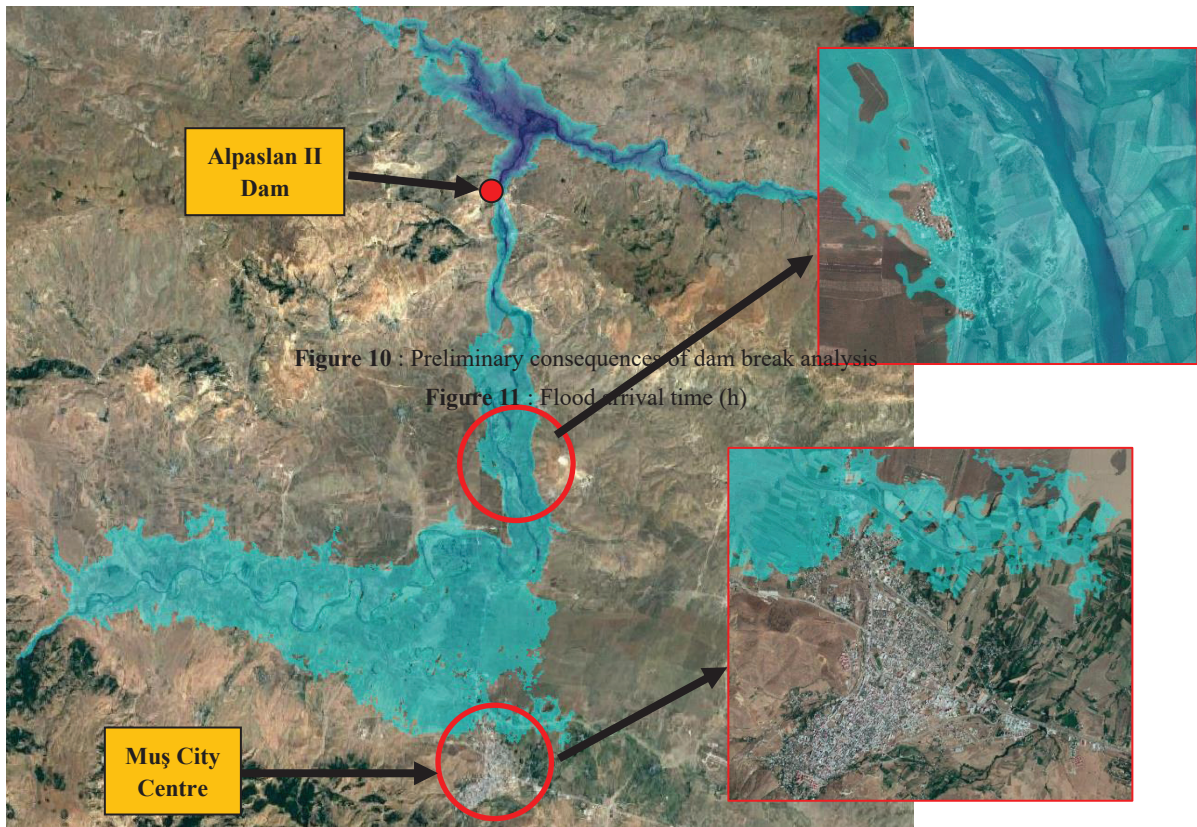 Alpaslan II
Dam
Figure 10 : Preliminary consequences of dam break analysis
Figure 11 : Flood arrival time (h)
Muş City
Centre